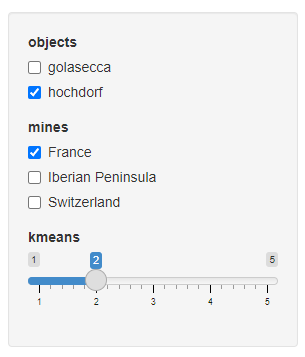 objects
golasecca
hochdorf
mines
France
Iberian Peninsula
Switzerland
kmeans
1 2 5
1 2 3 4 5